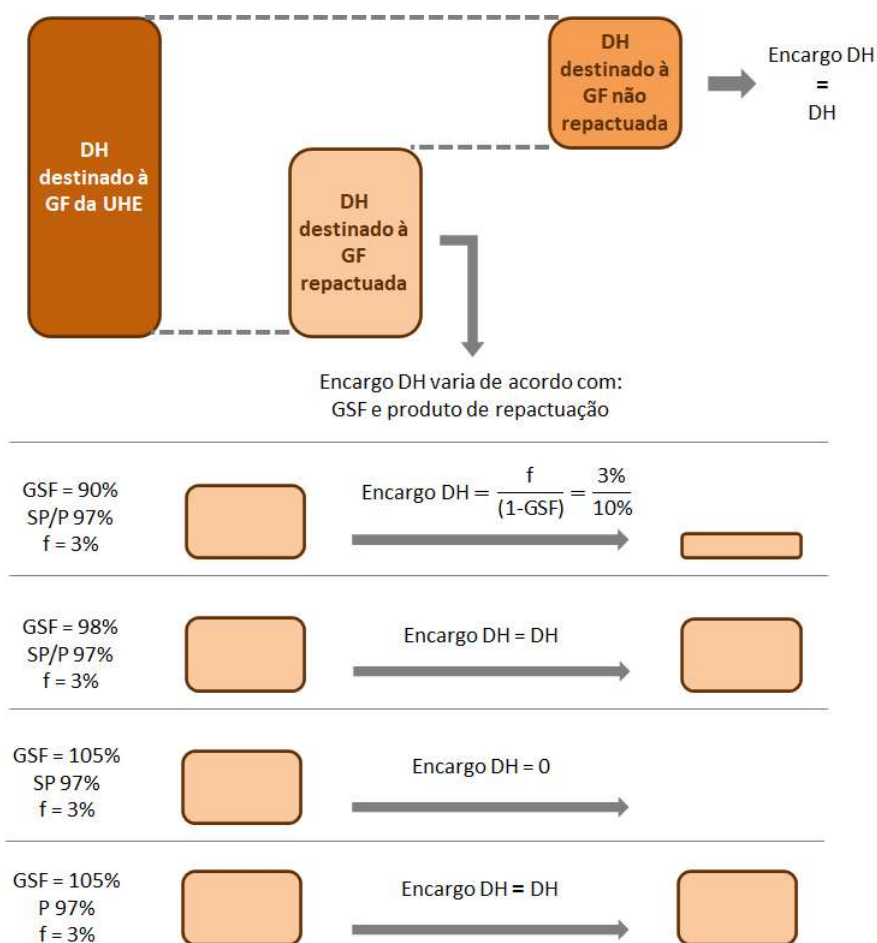 DH
destinado à
GF da UHE
DH
destinado à
GF
repactuada
DH
destinado à
GF não
repactuada
Encargo DH
=
DH
Encargo DH varia de acordo com:
GSF e produto de repactuação
GSF = 90%
SP/P 97%
f = 3%
Encargo DH = f/(1-GSF) = 3%/10%
GSF = 98%
SP/P 97%
f = 3%
Encargo DH = DH
GSF = 105%
SP 97%
f = 3%
Encargo DH = 0
GSF = 105%
P 97%
f = 3%
Encargo DH = DH